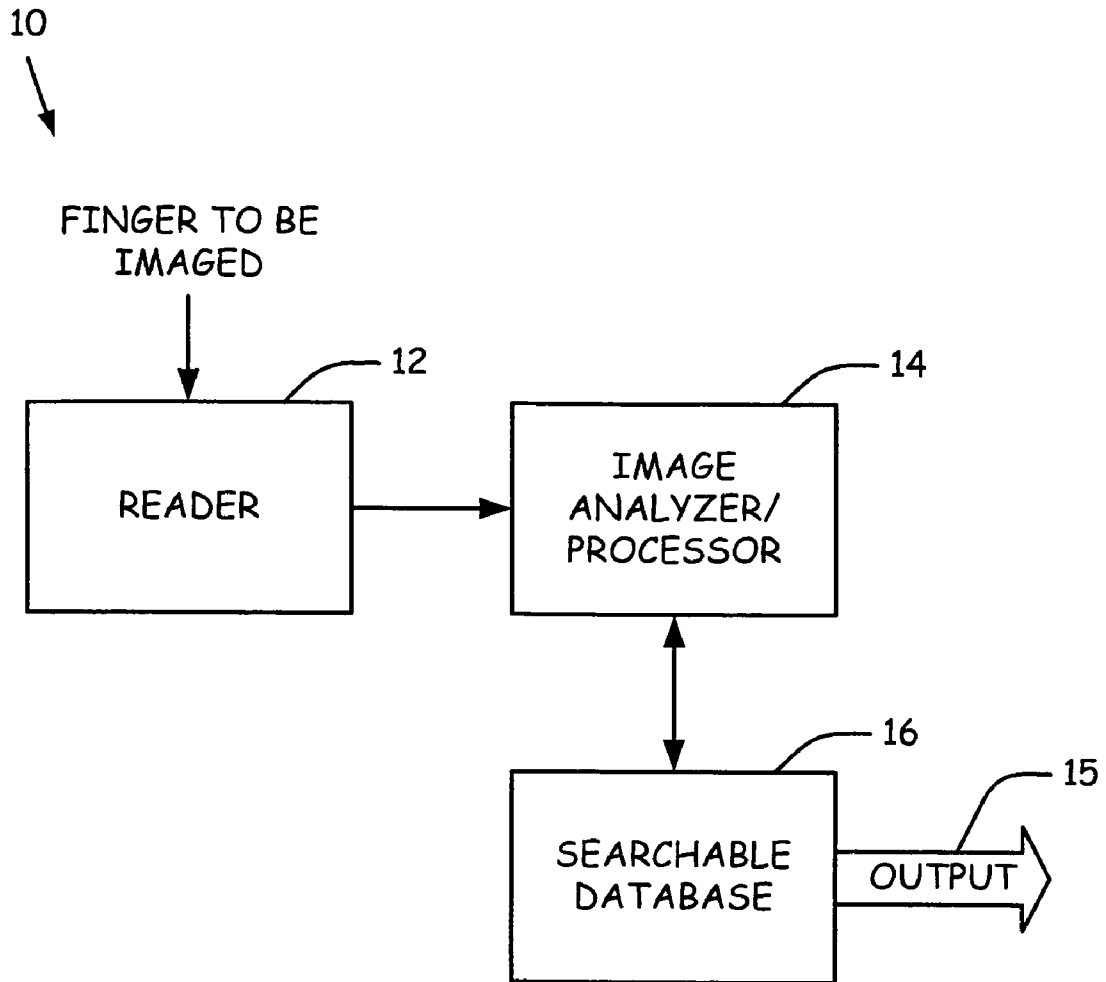 10
FINGER TO BE
IMAGED
12
READER
14
IMAGE
ANALYZER/
PROCESSOR
16
SEARCHABLE
DATABASE
15
OUTPUT